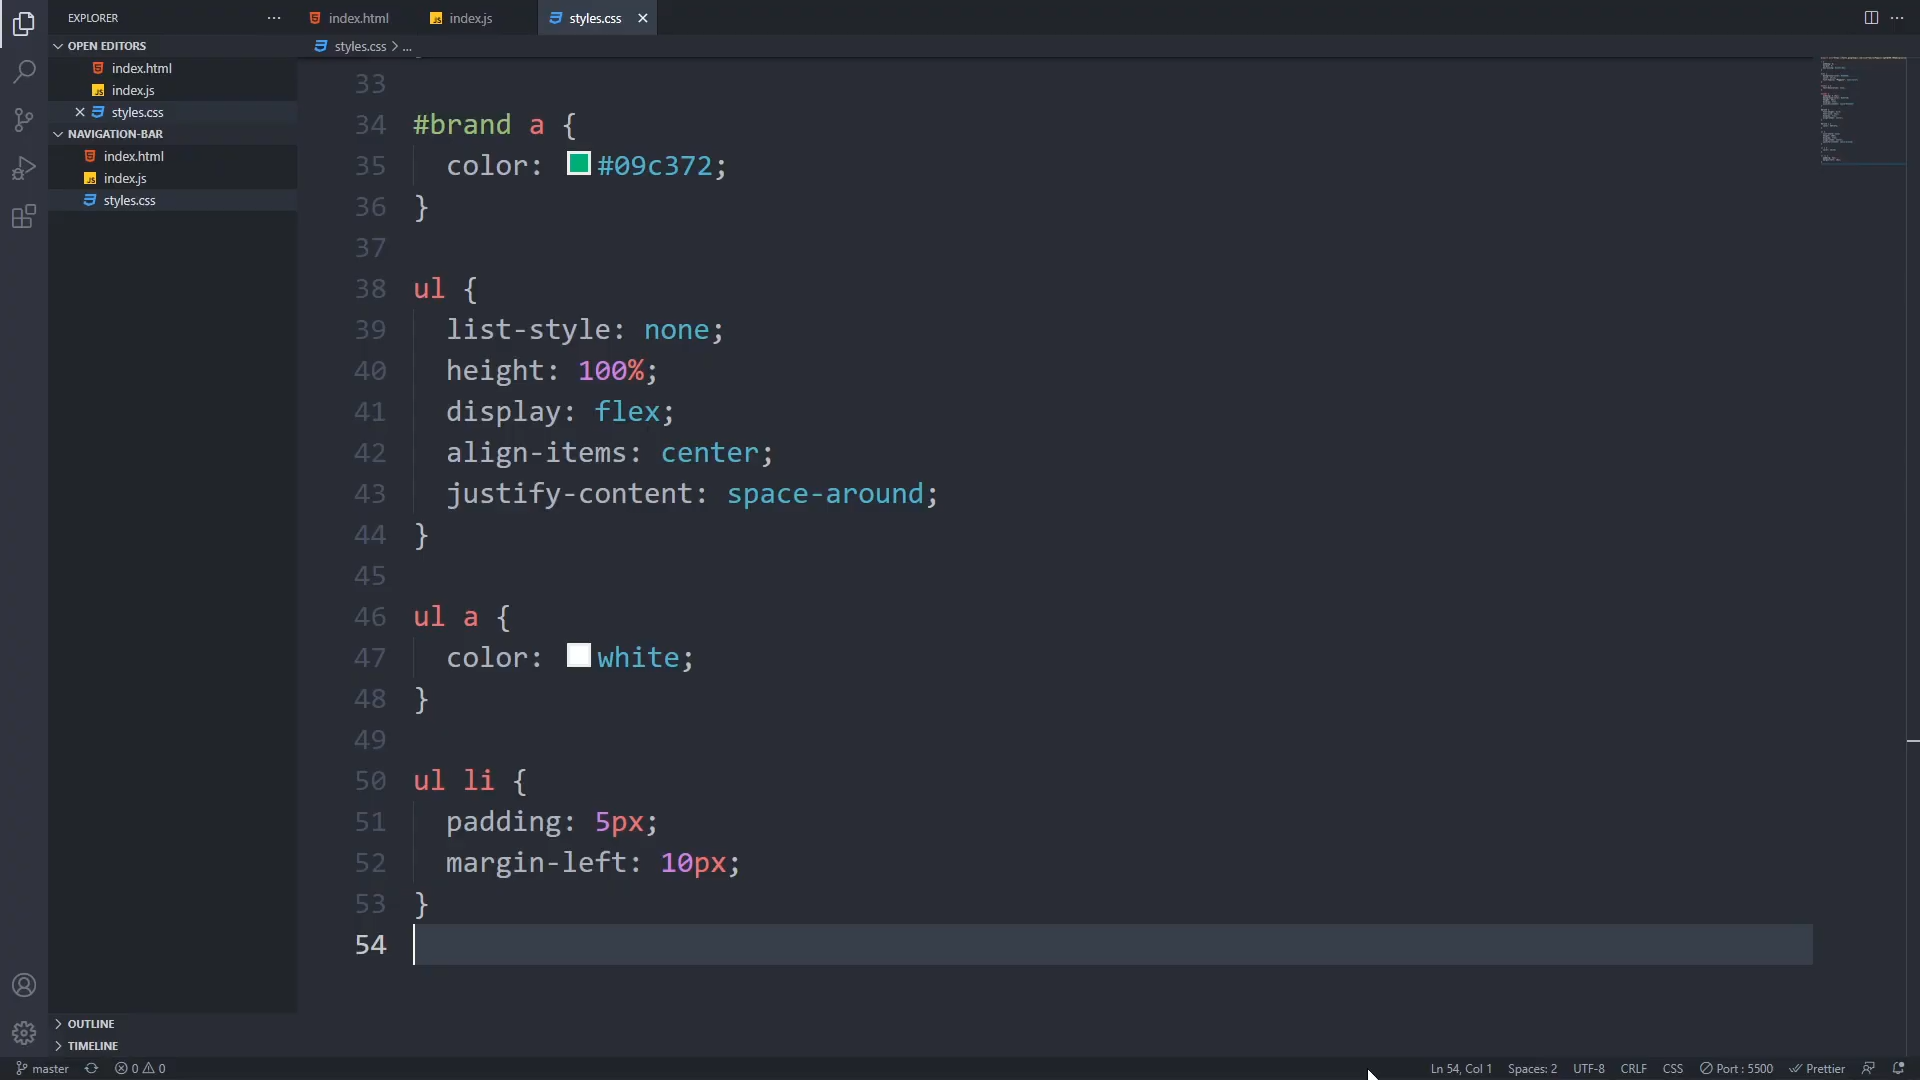 EXPLORER
index.html
index.js
styles.css
OPEN EDITORS
styles.css
...
index.html
index.js
styles.css
NAVIGATION-BAR
index.html
index.js
styles.css
33
34 #brand a {
35 color: #09c372;
36 }
37
38 ul {
39 list-style: none;
40 height: 100%;
41 display: flex;
42 align-items: center;
43 justify-content: space-around;
44 }
45
46 ul a {
47 color: white;
48 }
49
50 ul li {
51 padding: 5px;
52 margin-left: 10px;
53 }
54
OUTLINE
TIMELINE
master
0
0
Ln 54, Col 1
Spaces: 2
UTF-8
CRLF
CSS
Port : 5500
Prettier